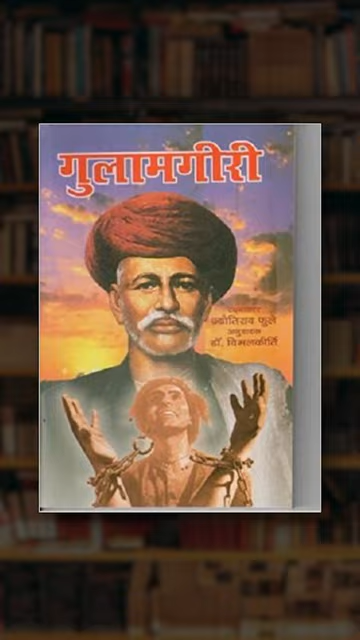 गुलामगीरी
ज्योतिराव फुले
अनुवादक
डॉ. विमलकीर्ति